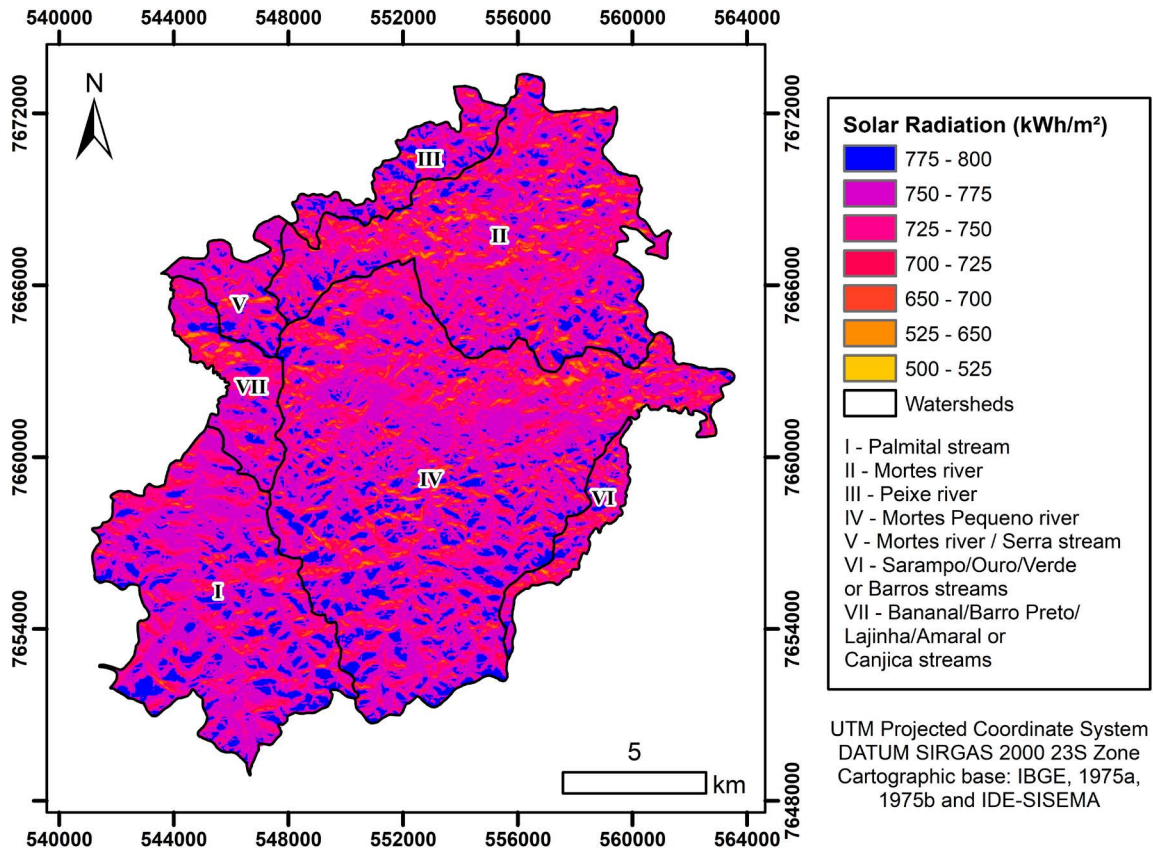 540000 544000 548000 552000 556000 560000 564000
N
7672000 7672000
7666000 7666000
7660000 7660000
7654000 7654000
7648000
III
II
V
VII
IV
VI
I
5
km
540000 544000 548000 552000 556000 560000 564000
Solar Radiation (kWh/m²)
775 - 800
750 - 775
725 - 750
700 - 725
650 - 700
525 - 650
500 - 525
Watersheds
I - Palmital stream
II - Mortes river
III - Peixe river
IV - Mortes Pequeno river
V - Mortes river / Serra stream
VI - Sarampo/Ouro/Verde
or Barros streams
VII - Bananal/Barro Preto/
Lajinha/Amaral or
Canjica streams
UTM Projected Coordinate System
DATUM SIRGAS 2000 23S Zone
Cartographic base: IBGE, 1975a,
1975b and IDE-SISEMA